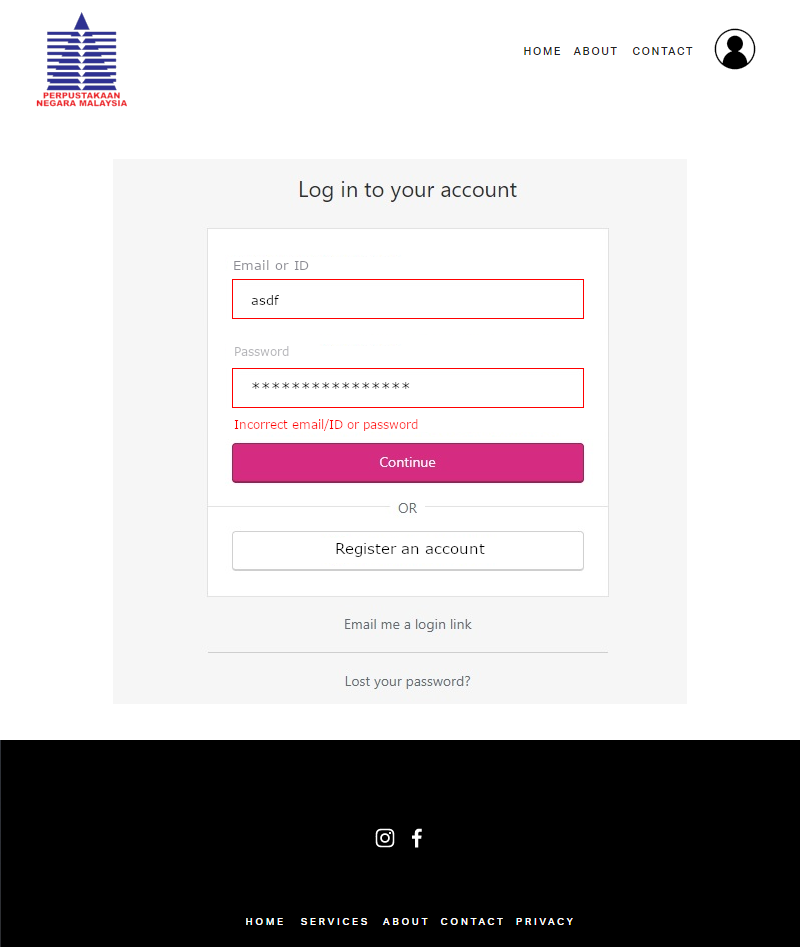 PERPUSTAKAAN
NEGARA MALAYSIA
HOME ABOUT CONTACT
Log in to your account
Email or ID
asdf
Password
****************
Incorrect email/ID or password
Continue
OR
Register an account
Email me a login link
Lost your password?
HOME SERVICES ABOUT CONTACT PRIVACY